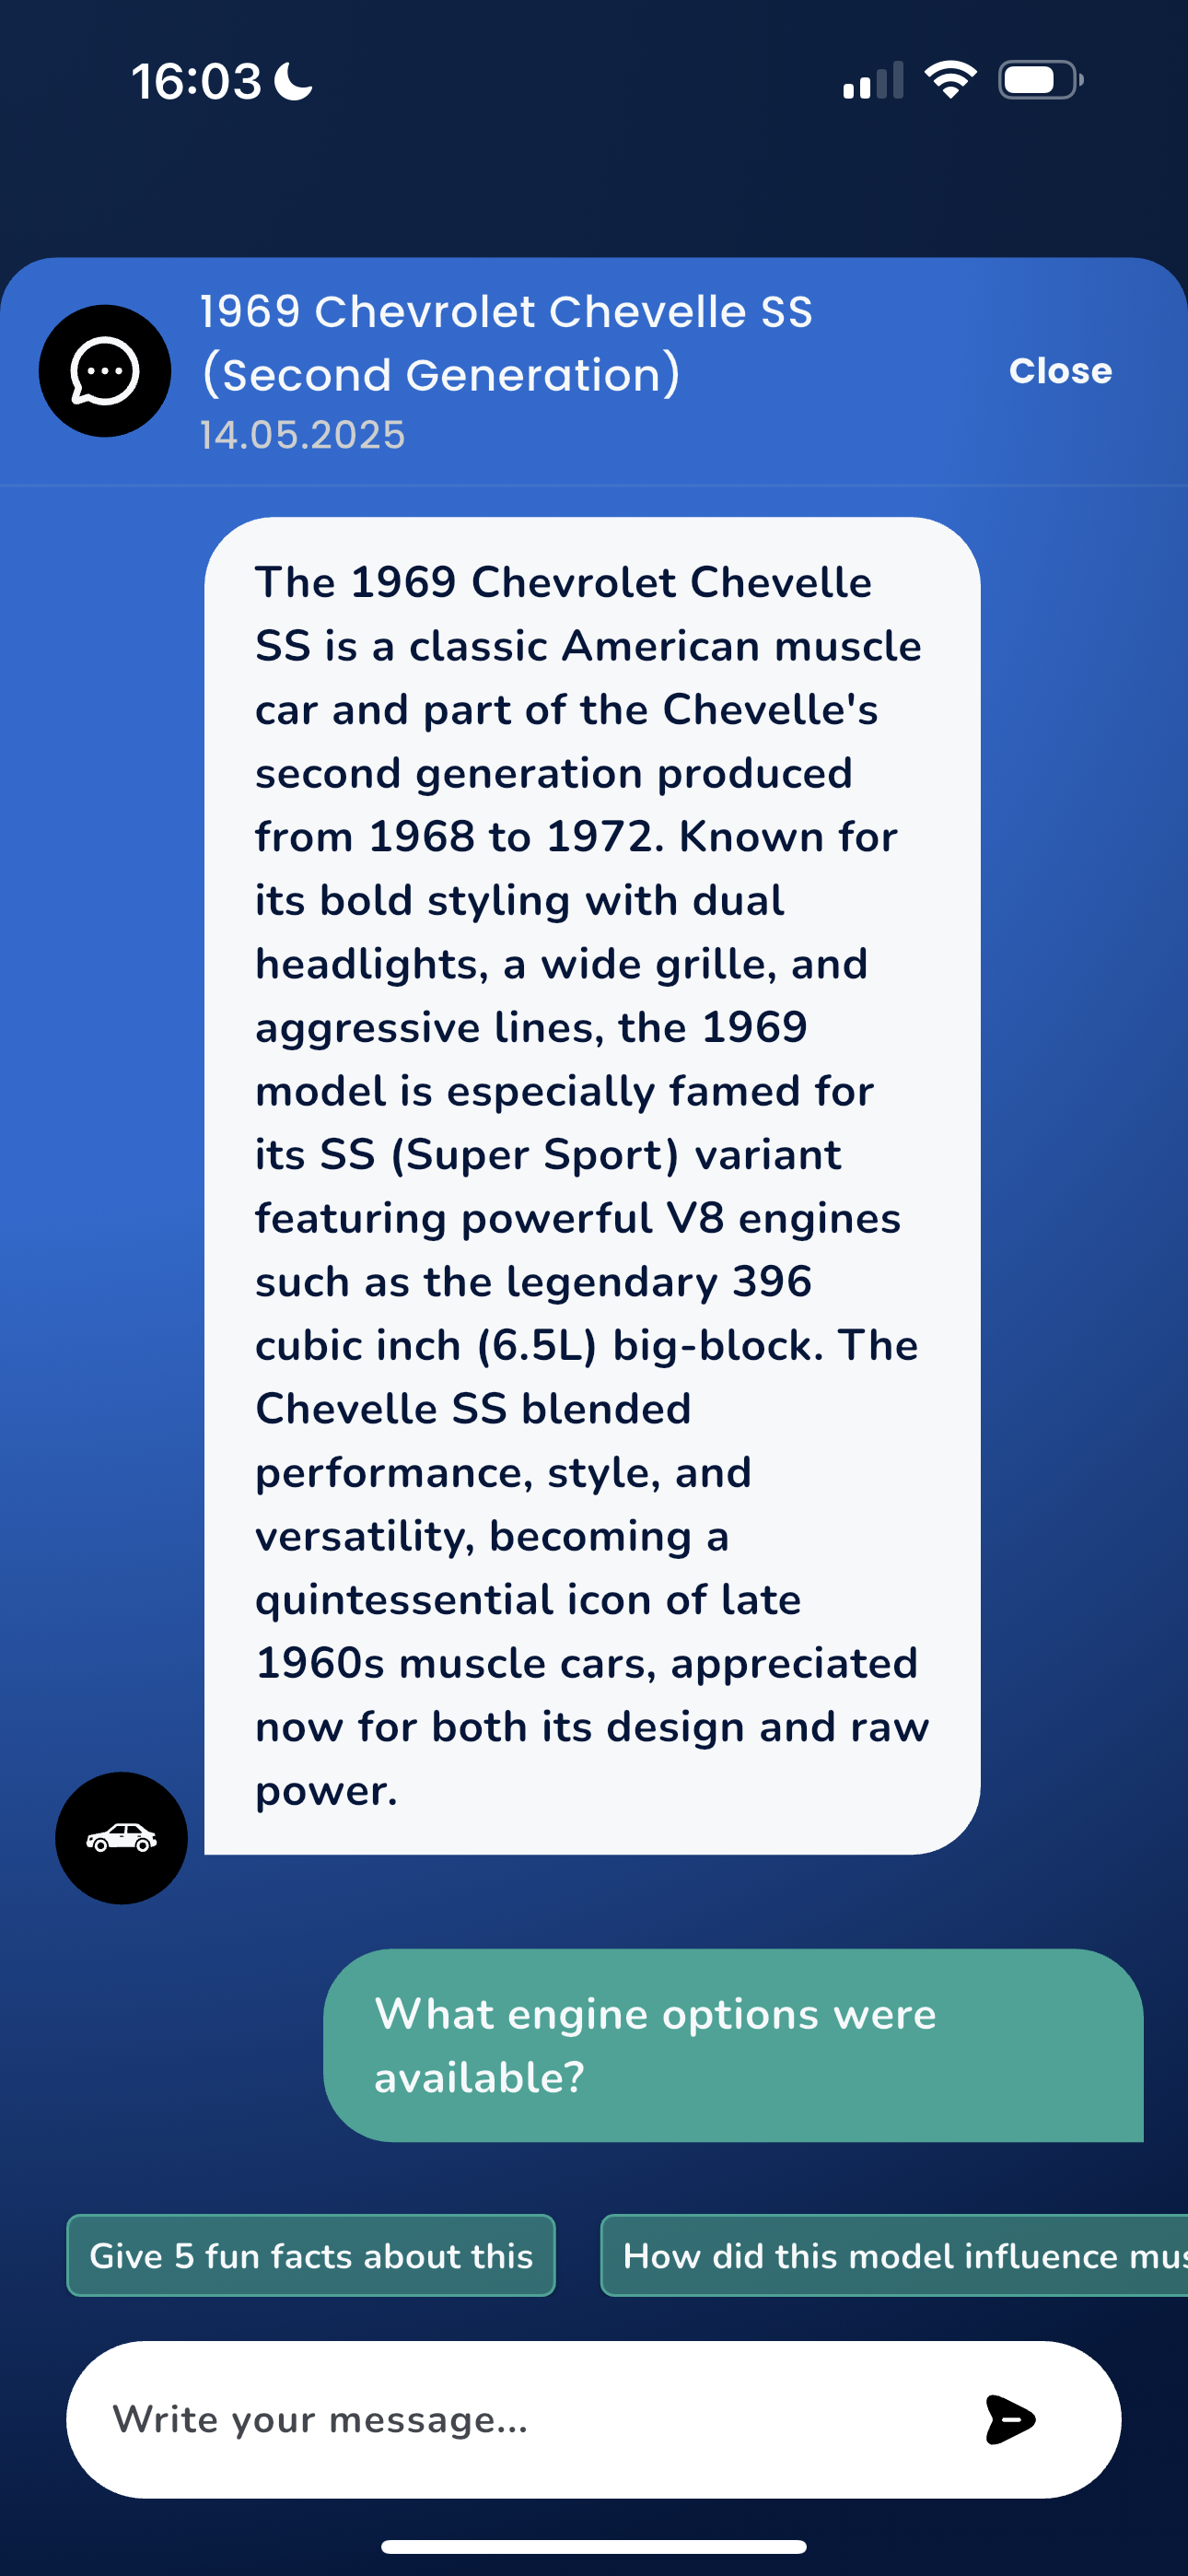 16:03
1969 Chevrolet Chevelle SS
(Second Generation)
14.05.2025
Close
The 1969 Chevrolet Chevelle
SS is a classic American muscle
car and part of the Chevelle's
second generation produced
from 1968 to 1972. Known for
its bold styling with dual
headlights, a wide grille, and
aggressive lines, the 1969
model is especially famed for
its SS (Super Sport) variant
featuring powerful V8 engines
such as the legendary 396
cubic inch (6.5L) big-block. The
Chevelle SS blended
performance, style, and
versatility, becoming a
quintessential icon of late
1960s muscle cars, appreciated
now for both its design and raw
power.
What engine options were
available?
Give 5 fun facts about this
How did this model influence
Write your message...